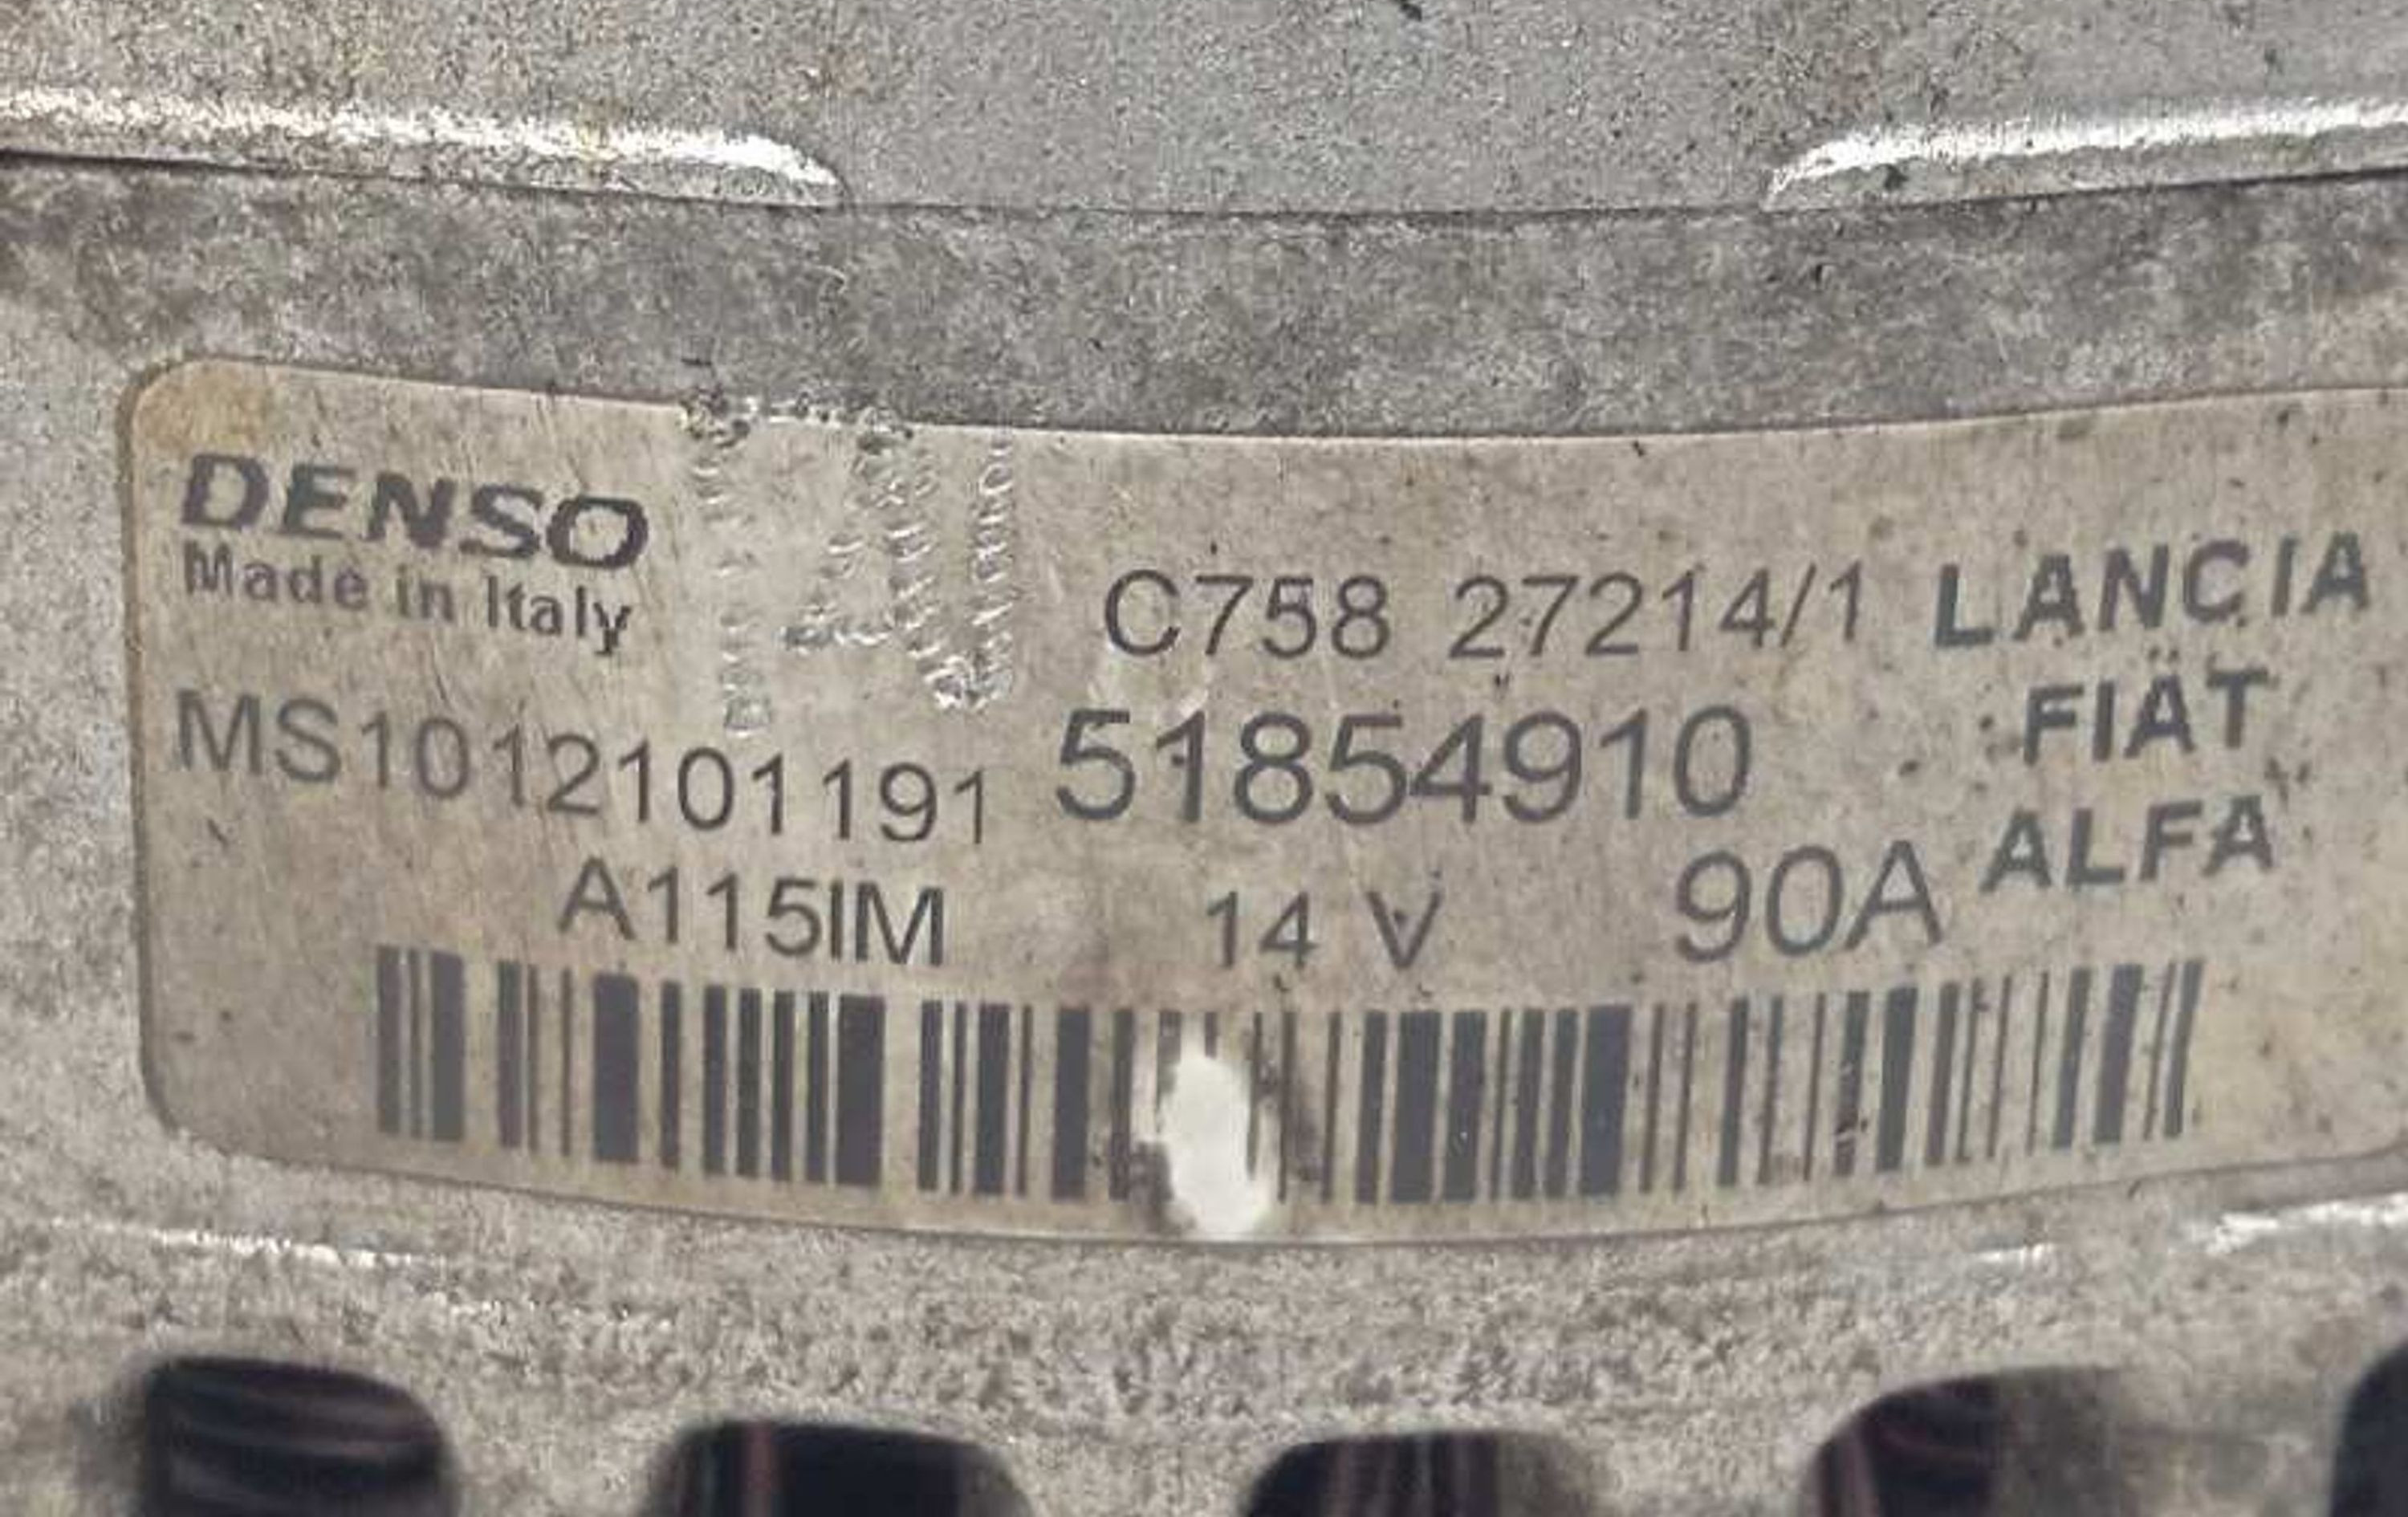 DENSO
Made in Italy
C758 27214/1 LANCIA
MS1012101191 51854910 FIAT
A115IM 14 V 90A ALFA